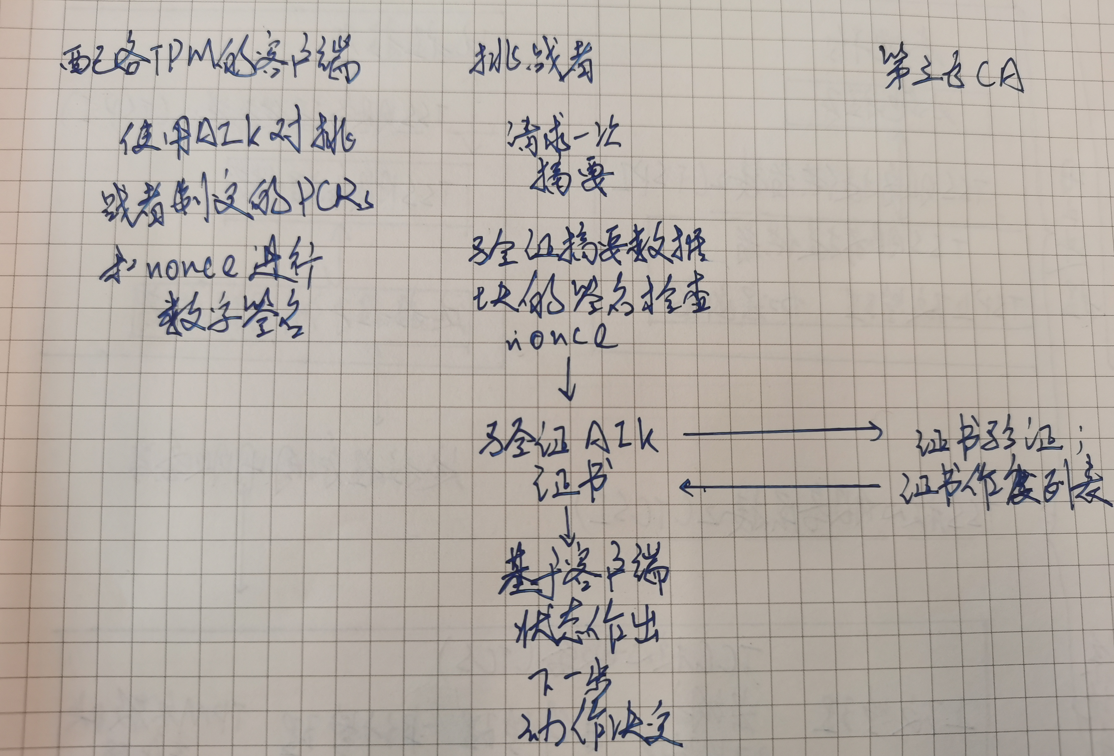 配备TPM的客户端
挑战者
第三方CA
使用AIK对挑
战者制定的PCRs
和nonce进行
数字签名
请求一次
摘要
验证摘要数据
块的签名检查
nonce
验证AIK
证书
证书验证;
证书作废列表
基于客户端
状态作出
下一步
动作决定